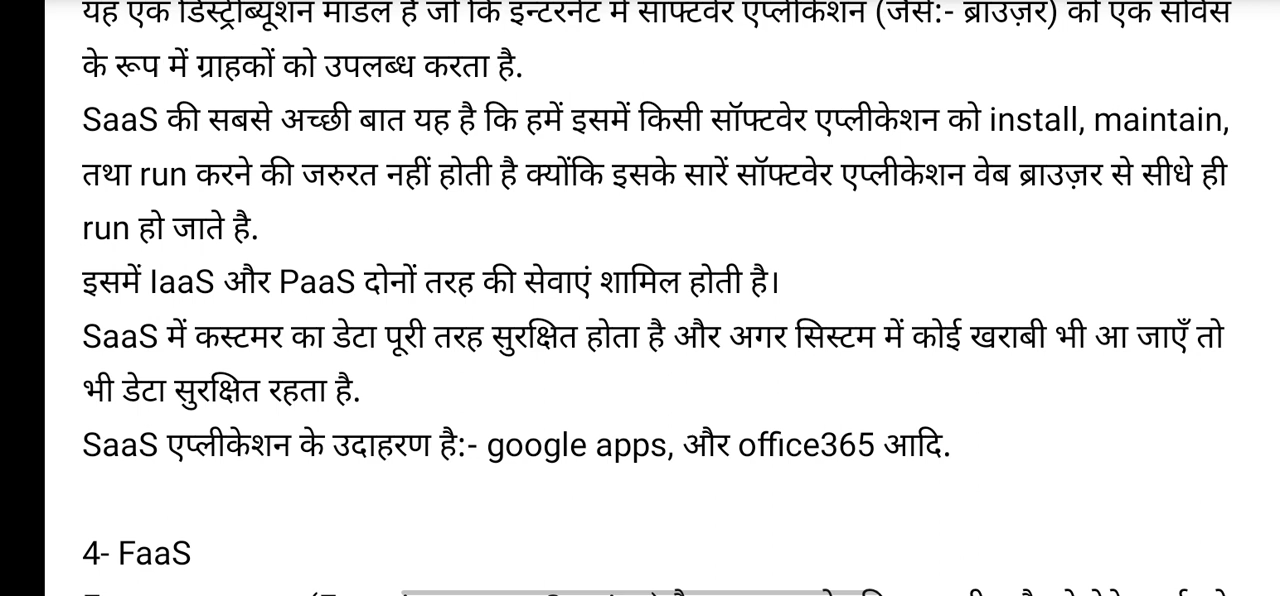 यह एक डिस्ट्रीब्यूशन मॉडल है जो कि इन्टरनेट में सॉफ्टवेर एप्लीकेशन (जैसे:- ब्राउज़र) को एक सर्विस
के रूप में ग्राहकों को उपलब्ध करता है.
SaaS की सबसे अच्छी बात यह है कि हमें इसमें किसी सॉफ्टवेर एप्लीकेशन को install, maintain,
तथा run करने की जरुरत नहीं होती है क्योंकि इसके सारें सॉफ्टवेर एप्लीकेशन वेब ब्राउज़र से सीधे ही
run हो जाते है.
इसमें IaaS और PaaS दोनों तरह की सेवाएं शामिल होती है।
SaaS में कस्टमर का डेटा पूरी तरह सुरक्षित होता है और अगर सिस्टम में कोई खराबी भी आ जाएँ तो
भी डेटा सुरक्षित रहता है.
SaaS एप्लीकेशन के उदाहरण है:- google apps, और office365 आदि.
4- FaaS